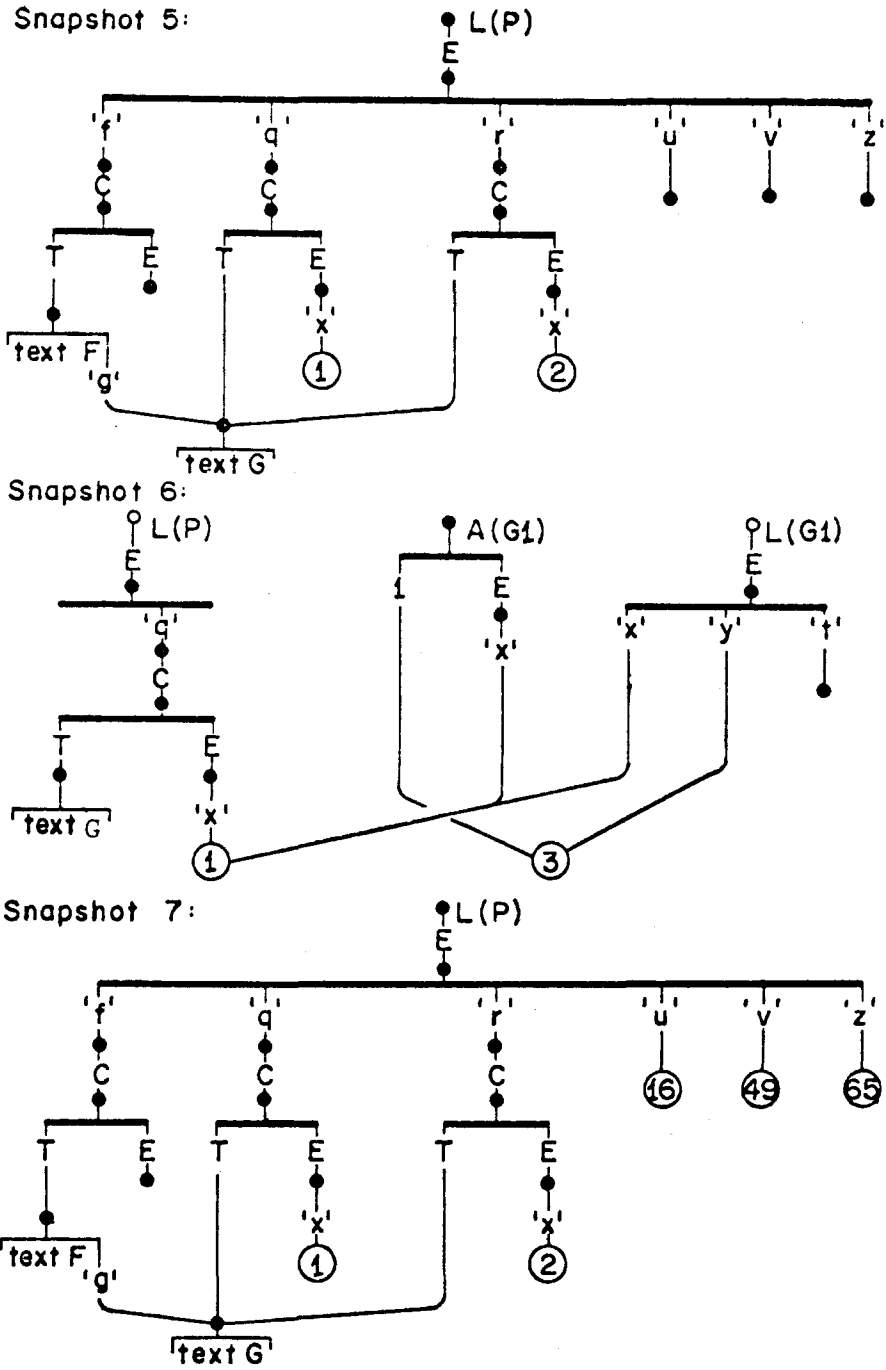 Snapshot 5:
L(P)
E
'f' 'q' 'r' 'u' 'v' 'z'
C C C
T E T E T E
'x' 'x'
text F 1 2
'g'
text G
Snapshot 6:
L(P) A(G1) L(G1)
E E
1 E
'q' 'x' 'y' 't'
'x'
C
T E
'x'
text G
1 3
Snapshot 7:
L(P)
E
'f' 'q' 'r' 'u' 'v' 'z'
C C C 16 49 65
T E T E T E
'x' 'x'
text F 1 2
'g'
text G